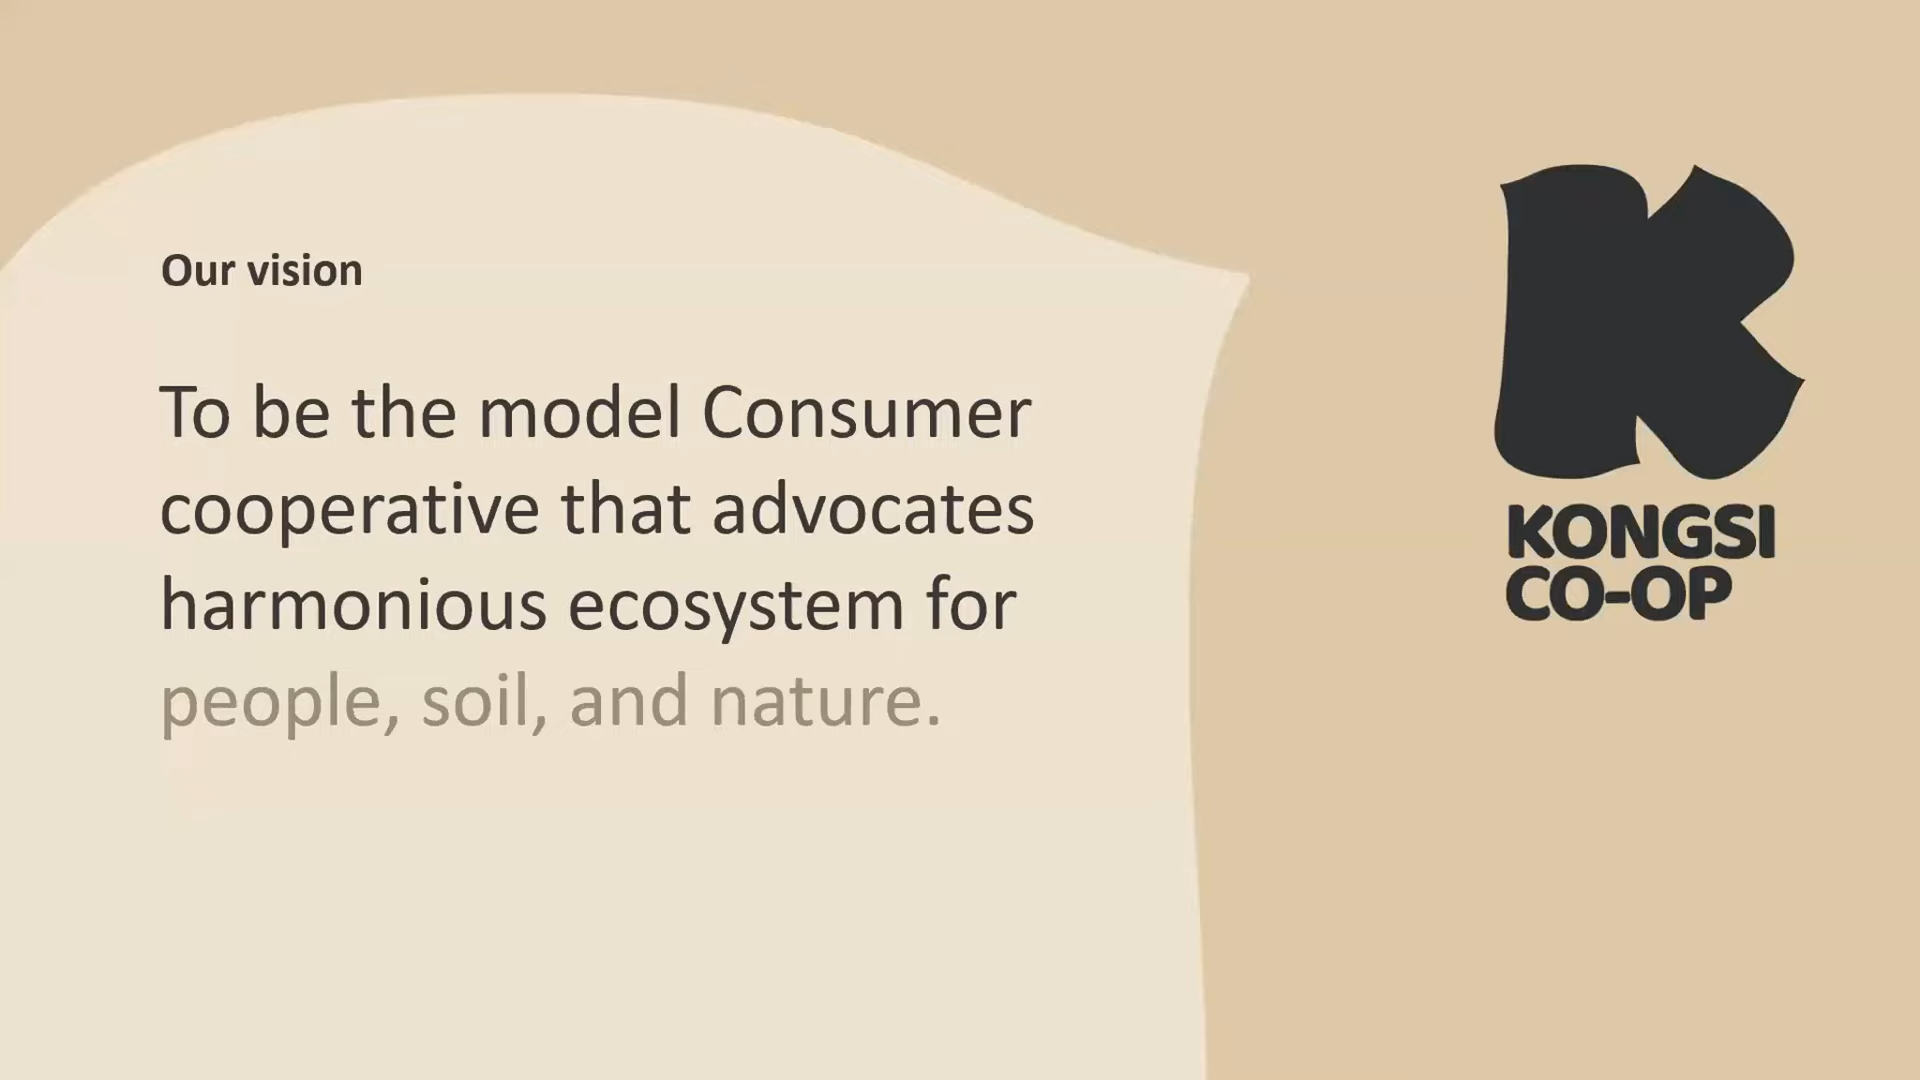 Our vision
To be the model Consumer
cooperative that advocates
harmonious ecosystem for
people, soil, and nature.
K
KONGSI
CO-OP